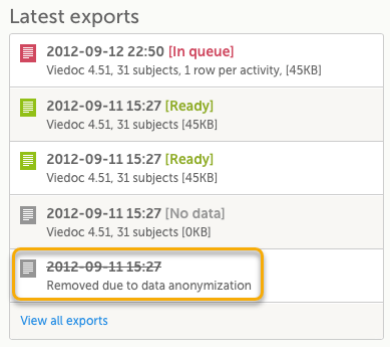 Latest exports
2012-09-12 22:50 [In queue]
Viedoc 4.51, 31 subjects, 1 row per activity, [45KB]
2012-09-11 15:27 [Ready]
Viedoc 4.51, 31 subjects [45KB]
2012-09-11 15:27 [Ready]
Viedoc 4.51, 31 subjects [45KB]
2012-09-11 15:27 [No data]
Viedoc 4.51, 31 subjects [0KB]
2012-09-11 15:27
Removed due to data anonymization
View all exports